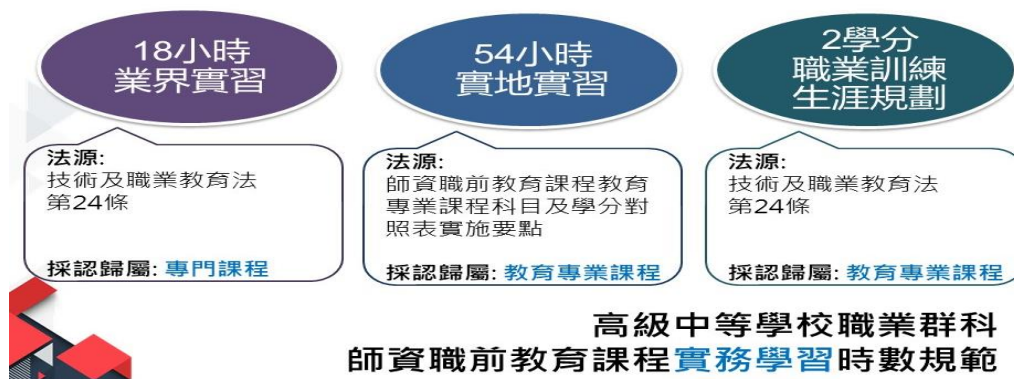 18小時
業界實習
54小時
實地實習
2學分
職業訓練
生涯規劃
法源:
技術及職業教育法
第24條
採認歸屬: 專門課程
法源:
師資職前教育課程教育
專業課程科目及學分對
照表實施要點
採認歸屬: 教育專業課程
法源:
技術及職業教育法
第24條
採認歸屬: 教育專業課程
高級中等學校職業群科
師資職前教育課程實務學習時數規範